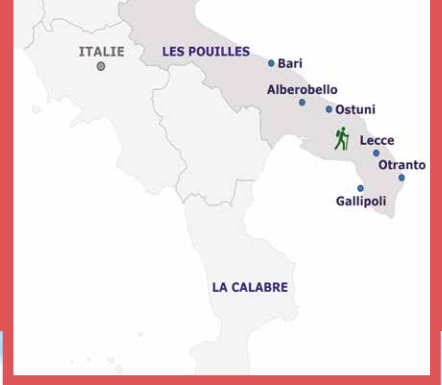 ITALIE
LES POUILLES
Bari
Alberobello
Ostuni
Lecce
Otranto
Gallipoli
LA CALABRE